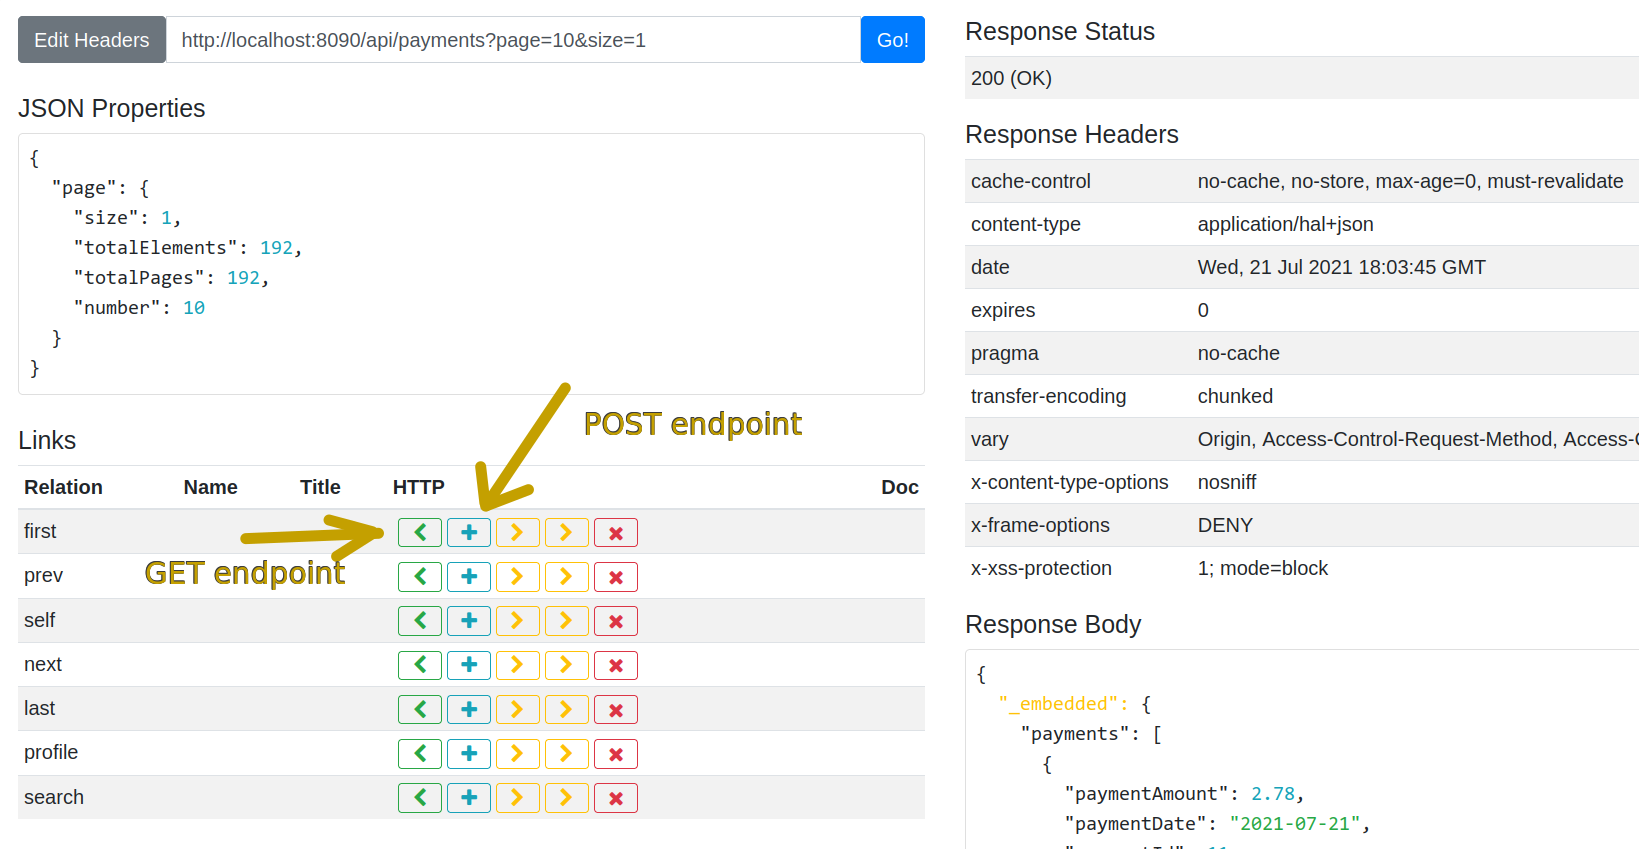 Edit Headers http://localhost:8090/api/payments?page=10&size=1 Go!
JSON Properties
{
"page": {
"size": 1,
"totalElements": 192,
"totalPages": 192,
"number": 10
}
}
POST endpoint
Links
Relation Name Title HTTP Doc
first
GET endpoint
prev
self
next
last
profile
search
Response Status
200 (OK)
Response Headers
cache-control no-cache, no-store, max-age=0, must-revalidate
content-type application/hal+json
date Wed, 21 Jul 2021 18:03:45 GMT
expires 0
pragma no-cache
transfer-encoding chunked
vary Origin, Access-Control-Request-Method, Access-
x-content-type-options nosniff
x-frame-options DENY
x-xss-protection 1; mode=block
Response Body
{
"_embedded": {
"payments": [
{
"paymentAmount": 2.78,
"paymentDate": "2021-07-21",